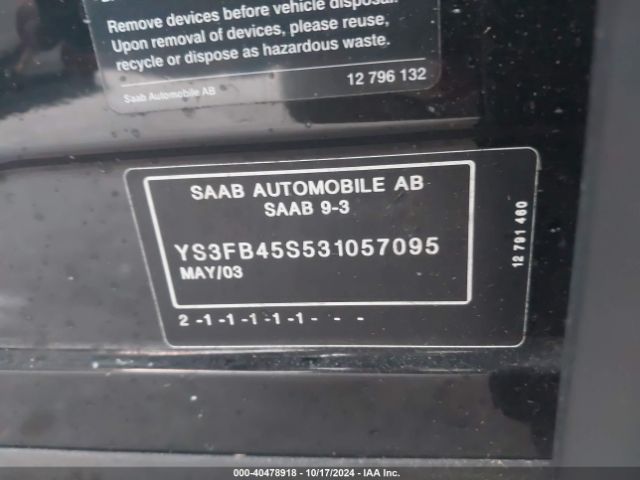 Remove devices before vehicle disposal.
Upon removal of devices, please reuse,
recycle or dispose as hazardous waste.
Saab Automobile AB
12 796 132
SAAB AUTOMOBILE AB
SAAB 9-3
YS3FB45S531057095
MAY/03
2 -1 -1 -1 -1 -1- - -
12 791 460
000-40478918 - 10/17/2024 - IAA Inc.